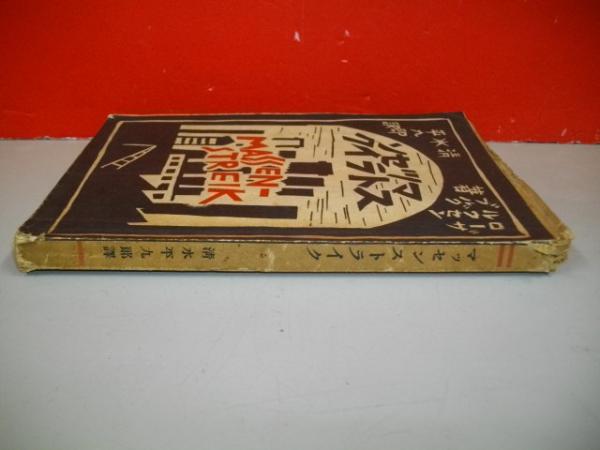 ローザ
ルクセン
ブルグ
著
マッセン
ストライク
MASSEN-
STREIK
清水
平九郎
訳
マッセンストライク
清水平九郎譯